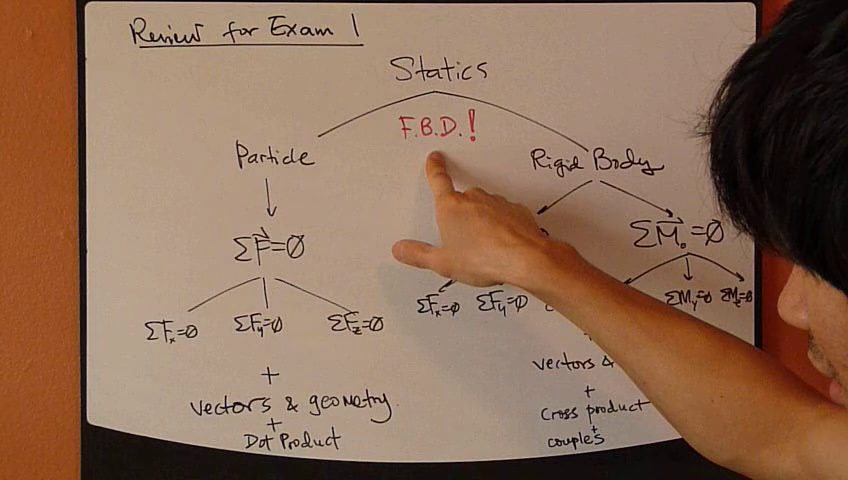 Review for Exam 1
Statics
F.B.D.!
Particle
Rigid Body
ΣF⃗=0
ΣM⃗o=0
ΣFx=0 ΣFy=0 ΣFz=0
ΣFx=0 ΣFy=0
ΣMy=0 ΣMz=0
+
vectors & geometry
+
Dot Product
+
vectors &
+
cross product
+
couples